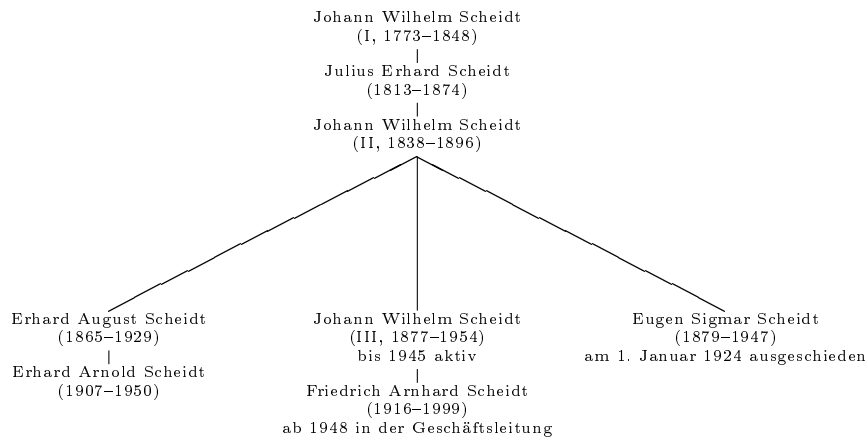 Johann Wilhelm Scheidt
(I, 1773–1848)
Julius Erhard Scheidt
(1813–1874)
Johann Wilhelm Scheidt
(II, 1838–1896)
Erhard August Scheidt
(1865–1929)
Erhard Arnold Scheidt
(1907–1950)
Johann Wilhelm Scheidt
(III, 1877–1954)
bis 1945 aktiv
Friedrich Arnhard Scheidt
(1916–1999)
ab 1948 in der Geschäftsleitung
Eugen Sigmar Scheidt
(1879–1947)
am 1. Januar 1924 ausgeschieden